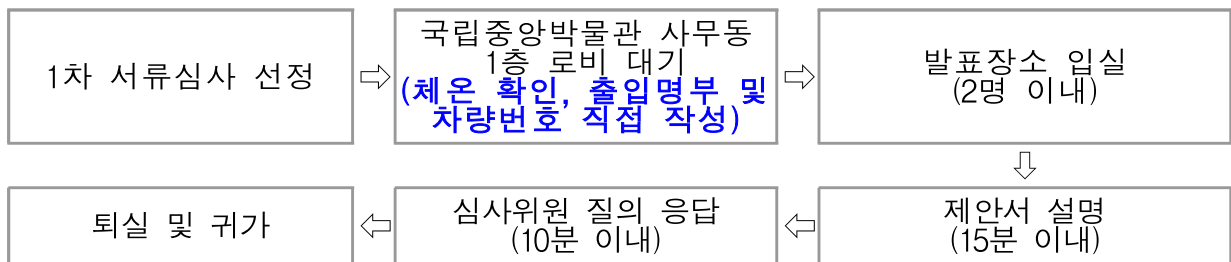 1차 서류심사 선정
국립중앙박물관 사무동
1층 로비 대기
(체온 확인, 출입명부 및
차량번호 직접 작성)
발표장소 입실
(2명 이내)
제안서 설명
(15분 이내)
심사위원 질의 응답
(10분 이내)
퇴실 및 귀가